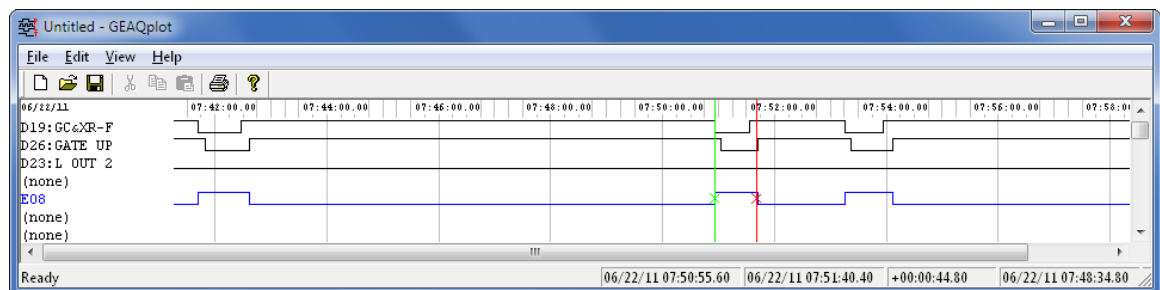 Untitled - GEAQplot
File Edit View Help
06/22/11 07:42:00.00 07:44:00.00 07:46:00.00 07:48:00.00 07:50:00.00 07:52:00.00 07:54:00.00 07:56:00.00 07:58:0
D19:GC&XR-F
D26:GATE UP
D23:L OUT 2
(none)
E08
(none)
(none)
Ready 06/22/11 07:50:55.60 06/22/11 07:51:40.40 +00:00:44.80 06/22/11 07:48:34.80